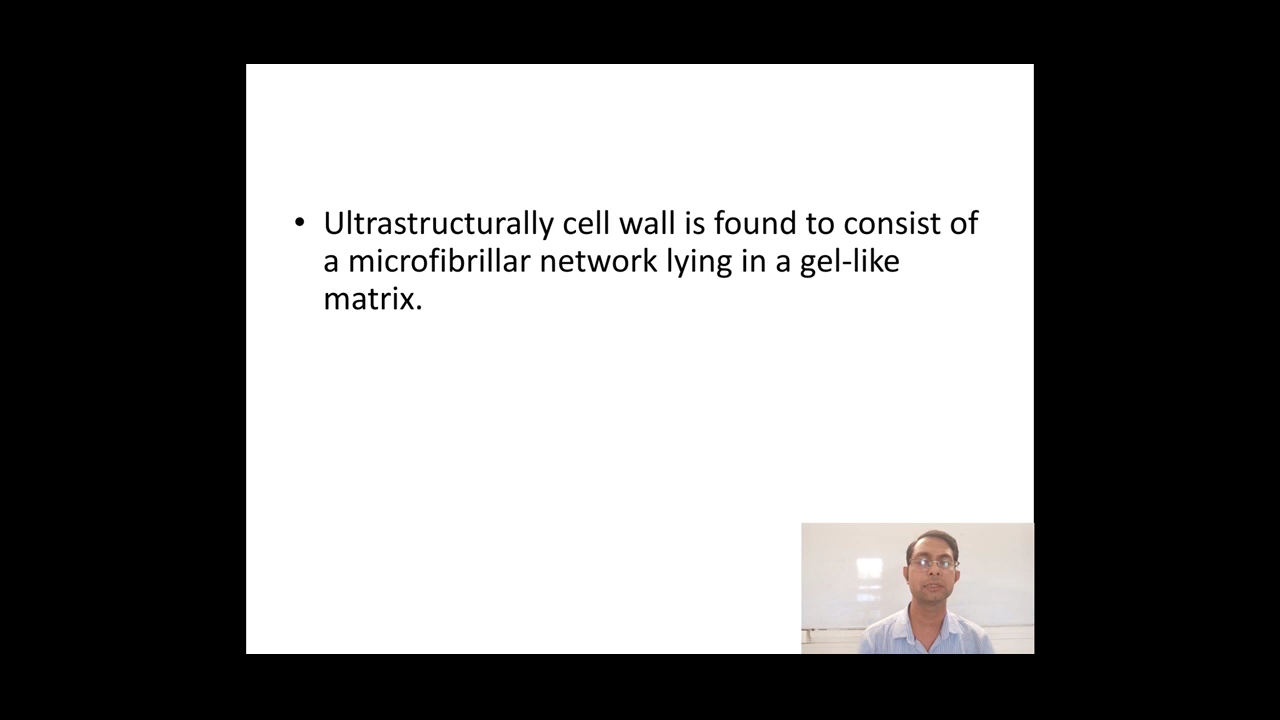 • Ultrastructurally cell wall is found to consist of
a microfibrillar network lying in a gel-like
matrix.